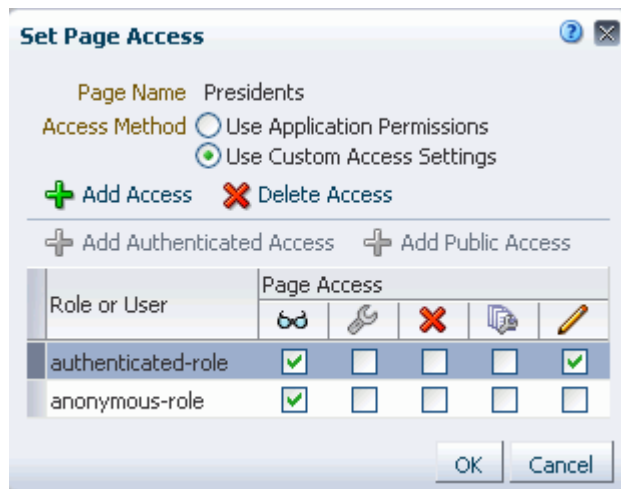 Set Page Access
Page Name Presidents
Access Method Use Application Permissions
Use Custom Access Settings
Add Access Delete Access
Add Authenticated Access Add Public Access
Role or User Page Access
authenticated-role
anonymous-role
OK Cancel